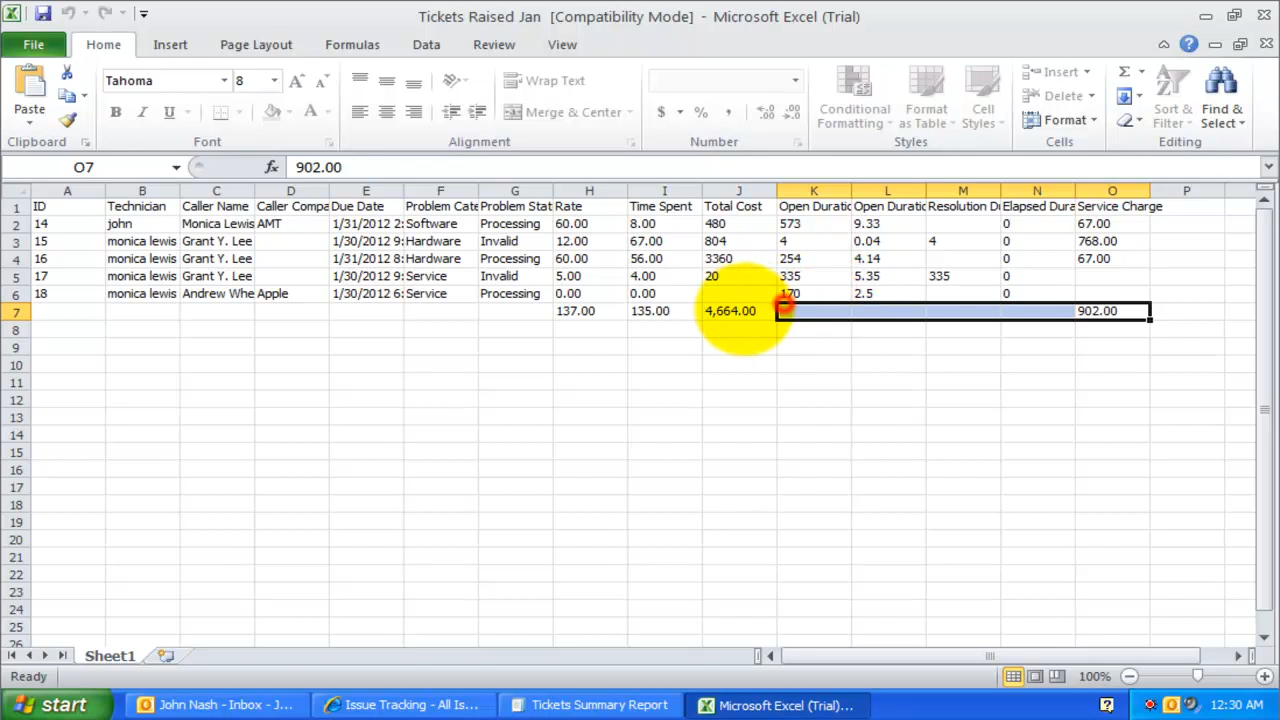 Tickets Raised Jan [Compatibility Mode] - Microsoft Excel (Trial)
File Home Insert Page Layout Formulas Data Review View
Paste
Clipboard
Tahoma 8
B I U A
Font
Wrap Text
Merge & Center
Alignment
$ % ,
Number
Conditional Formatting
Format as Table
Cell Styles
Styles
Insert
Delete
Format
Cells
Σ
Sort & Filter
Find & Select
Editing
O7 fx 902.00
A B C D E F G H I J K L M N O P
1 ID Technician Caller Name Caller Compa Due Date Problem Cate Problem Stat Rate Time Spent Total Cost Open Duratio Open Duratio Resolution D Elapsed Dura Service Charge
2 14 john Monica Lewis AMT 1/31/2012 2: Software Processing 60.00 8.00 480 573 9.33 0 67.00
3 15 monica lewis Grant Y. Lee 1/30/2012 9: Hardware Invalid 12.00 67.00 804 4 0.04 4 0 768.00
4 16 monica lewis Grant Y. Lee 1/31/2012 8: Hardware Processing 60.00 56.00 3360 254 4.14 0 67.00
5 17 monica lewis Grant Y. Lee 1/30/2012 9: Service Invalid 5.00 4.00 20 335 5.35 335 0
6 18 monica lewis Andrew Whe Apple 1/30/2012 6: Service Processing 0.00 0.00 170 2.5 0
7 137.00 135.00 4,664.00 902.00
8
9
10
11
12
13
14
15
16
17
18
19
20
21
22
23
24
25
26
Sheet1
Ready 100%
start John Nash - Inbox - J... Issue Tracking - All Is... Tickets Summary Report Microsoft Excel (Trial)... 12:30 AM